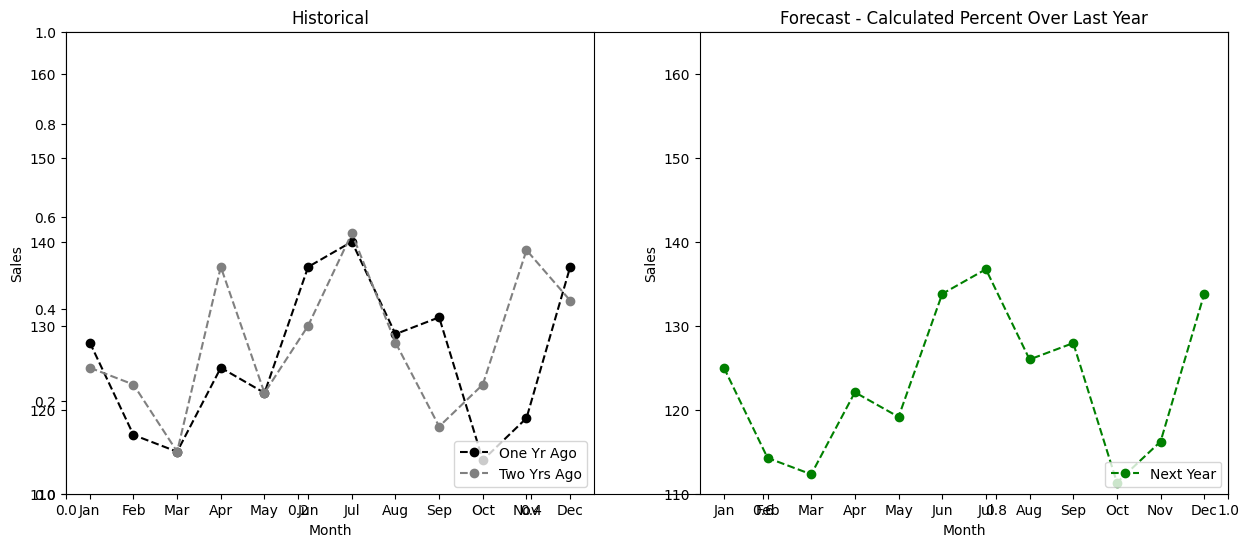 Historical
Forecast - Calculated Percent Over Last Year
1.0
160
160
0.8
150
150
0.6
140
140
Sales
Sales
0.4
130
130
0.2
120
120
One Yr Ago
Two Yrs Ago
Next Year
0.0
110
110
0.0 Jan Feb Mar Apr May 0.2 Jun Jul Aug Sep Oct Nov 0.4 Dec
Jan Feb 0.6 Mar Apr May Jun Jul 0.8 Aug Sep Oct Nov Dec 1.0
Month
Month